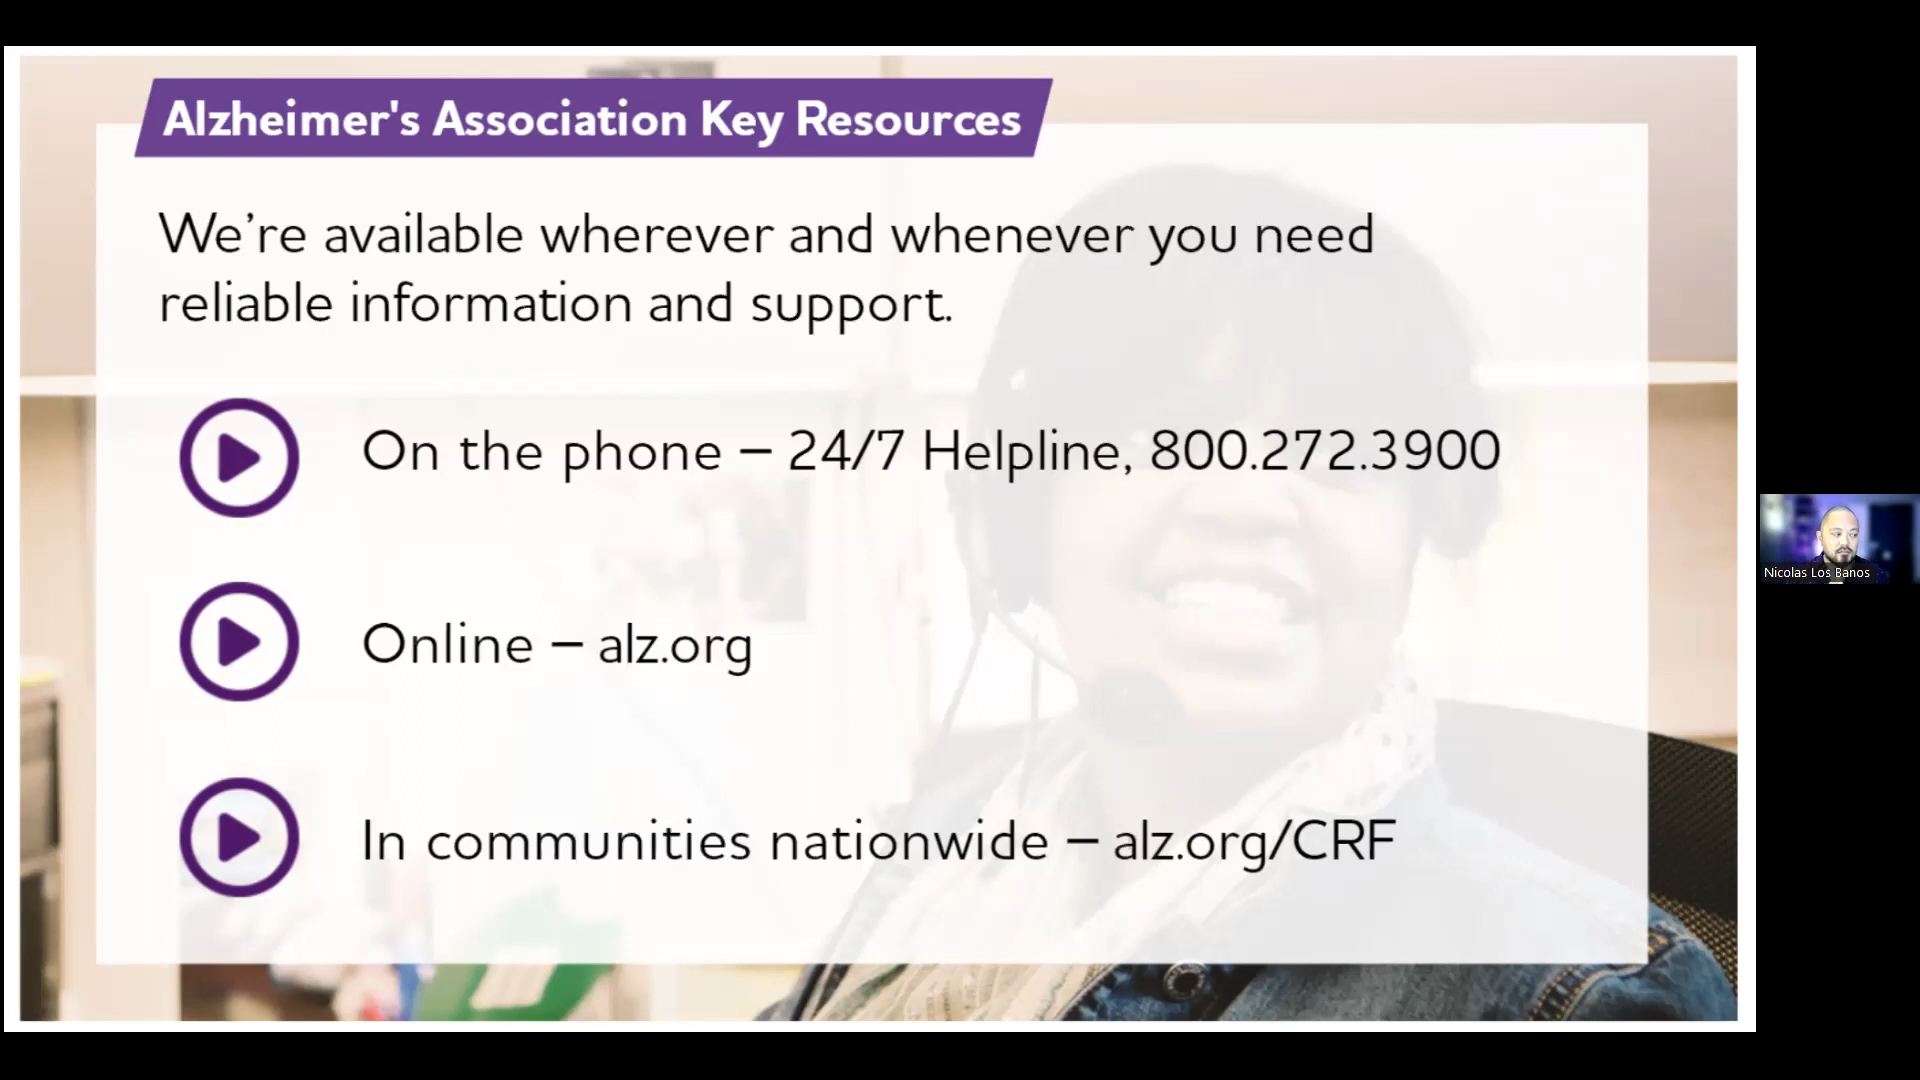 Alzheimer's Association Key Resources
We’re available wherever and whenever you need
reliable information and support.
On the phone – 24/7 Helpline, 800.272.3900
Online – alz.org
In communities nationwide – alz.org/CRF
Nicolas Los Banos